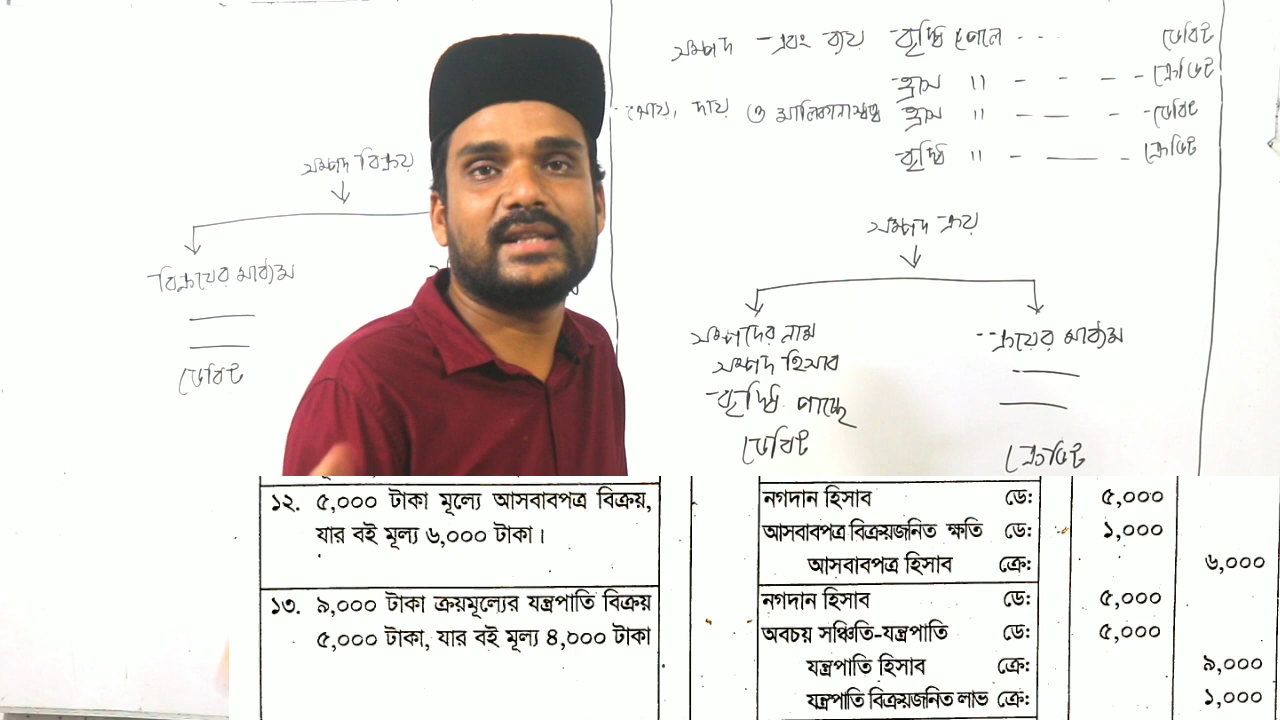 সম্পদ এবং ব্যয় বৃদ্ধি পেলে - - ডেবিট
হ্রাস " - - - - ক্রেডিট
আয়, দায় ও মালিকানাস্বত্ব হ্রাস " - — - - ডেবিট
বৃদ্ধি " - — - ক্রেডিট
সম্পদ বিক্রয়
বিক্রয়ের মাধ্যম
ডেবিট
সম্পদ ক্রয়
সম্পদের নাম
সম্পদ হিসাব
বৃদ্ধি পাচ্ছে
ডেবিট
ক্রয়ের মাধ্যম
ক্রেডিট
১২. ৫,০০০ টাকা মূল্যে আসবাবপত্র বিক্রয়,
যার বই মূল্য ৬,০০০ টাকা।
নগদান হিসাব ডে: ৫,০০০
আসবাবপত্র বিক্রয়জনিত ক্ষতি ডে: ১,০০০
আসবাবপত্র হিসাব ক্রে: ৬,০০০
১৩. ৯,০০০ টাকা ক্রয়মূল্যের যন্ত্রপাতি বিক্রয়
৫,০০০ টাকা, যার বই মূল্য ৪,০০০ টাকা
নগদান হিসাব ডে: ৫,০০০
অবচয় সঞ্চিতি-যন্ত্রপাতি ডে: ৫,০০০
যন্ত্রপাতি হিসাব ক্রে: ৯,০০০
যন্ত্রপাতি বিক্রয়জনিত লাভ ক্রে: ১,০০০